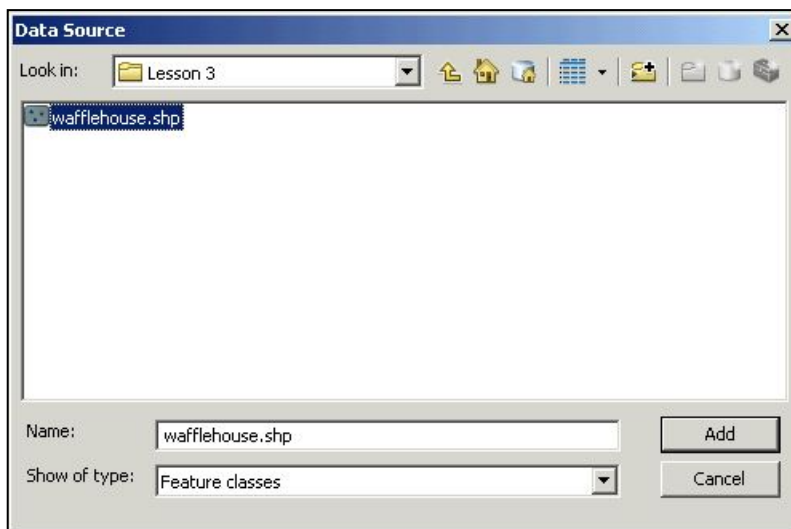 Data Source
Look in: Lesson 3
wafflehouse.shp
Name: wafflehouse.shp Add
Show of type: Feature classes Cancel